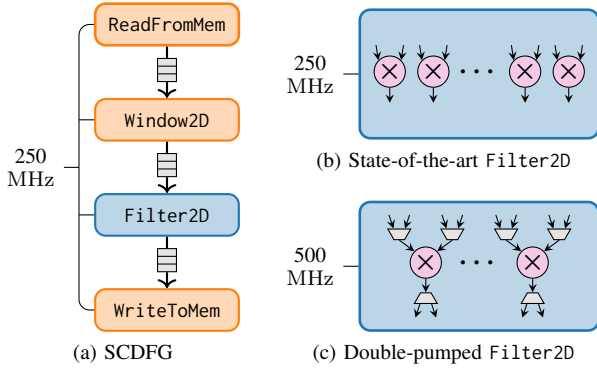 ReadFromMem
Window2D
250
MHz
Filter2D
WriteToMem
(a) SCDFG
250
MHz
(b) State-of-the-art Filter2D
500
MHz
(c) Double-pumped Filter2D